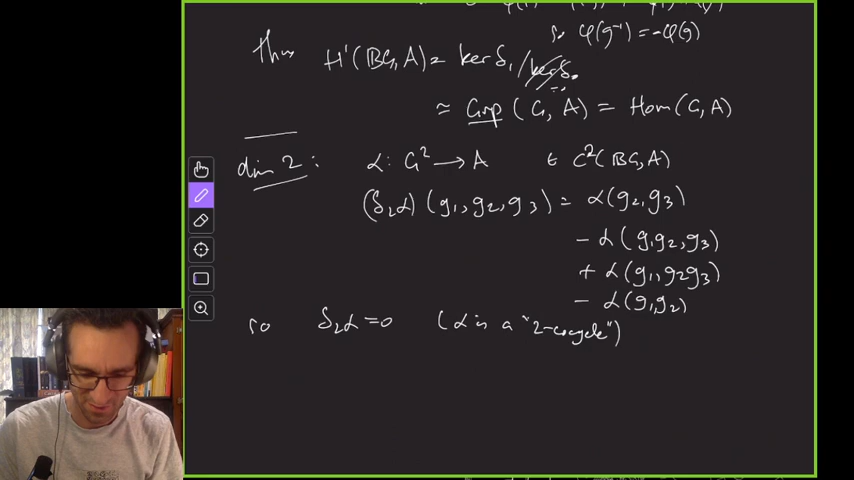 so φ(g⁻¹) = -φ(g)
Thus H¹(BG, A) = ker δ₁ / ker δ₀
≃ Grp (G, A) = Hom(G, A)
dim 2: α: G² → A ∈ C²(BG, A)
(δ₂α)(g₁, g₂, g₃) = α(g₂, g₃)
- α(g₁g₂, g₃)
+ α(g₁, g₂g₃)
- α(g₁, g₂)
so δ₂α = 0 (α is a "2-cocycle")